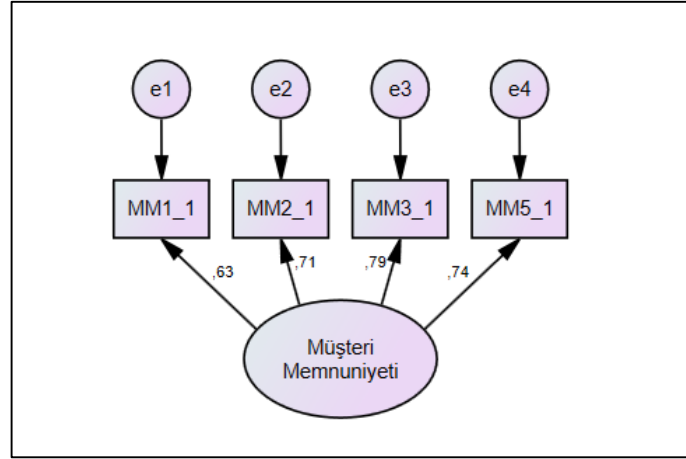 e1 e2 e3 e4
MM1_1 MM2_1 MM3_1 MM5_1
,63 ,71 ,79 ,74
Müşteri
Memnuniyeti